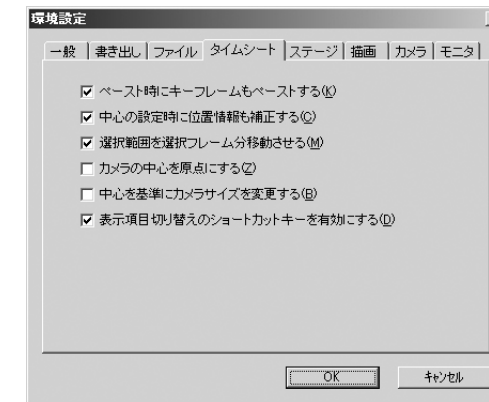 環境設定
一般 書き出し ファイル タイムシート ステージ 描画 カメラ モニタ
ペースト時にキーフレームもペーストする(K)
中心の設定時に位置情報も補正する(C)
選択範囲を選択フレーム分移動させる(M)
カメラの中心を原点にする(Z)
中心を基準にカメラサイズを変更する(B)
表示項目切り替えのショートカットキーを有効にする(D)
OK キャンセル